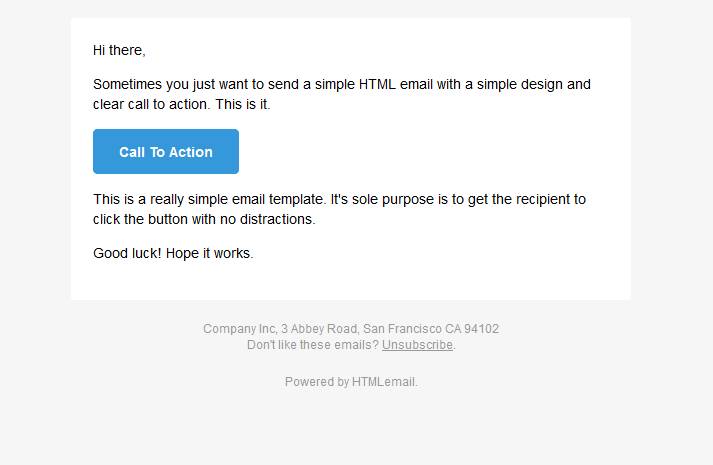 Hi there,
Sometimes you just want to send a simple HTML email with a simple design and
clear call to action. This is it.
Call To Action
This is a really simple email template. It's sole purpose is to get the recipient to
click the button with no distractions.
Good luck! Hope it works.
Company Inc, 3 Abbey Road, San Francisco CA 94102
Don't like these emails? Unsubscribe.
Powered by HTMLemail.